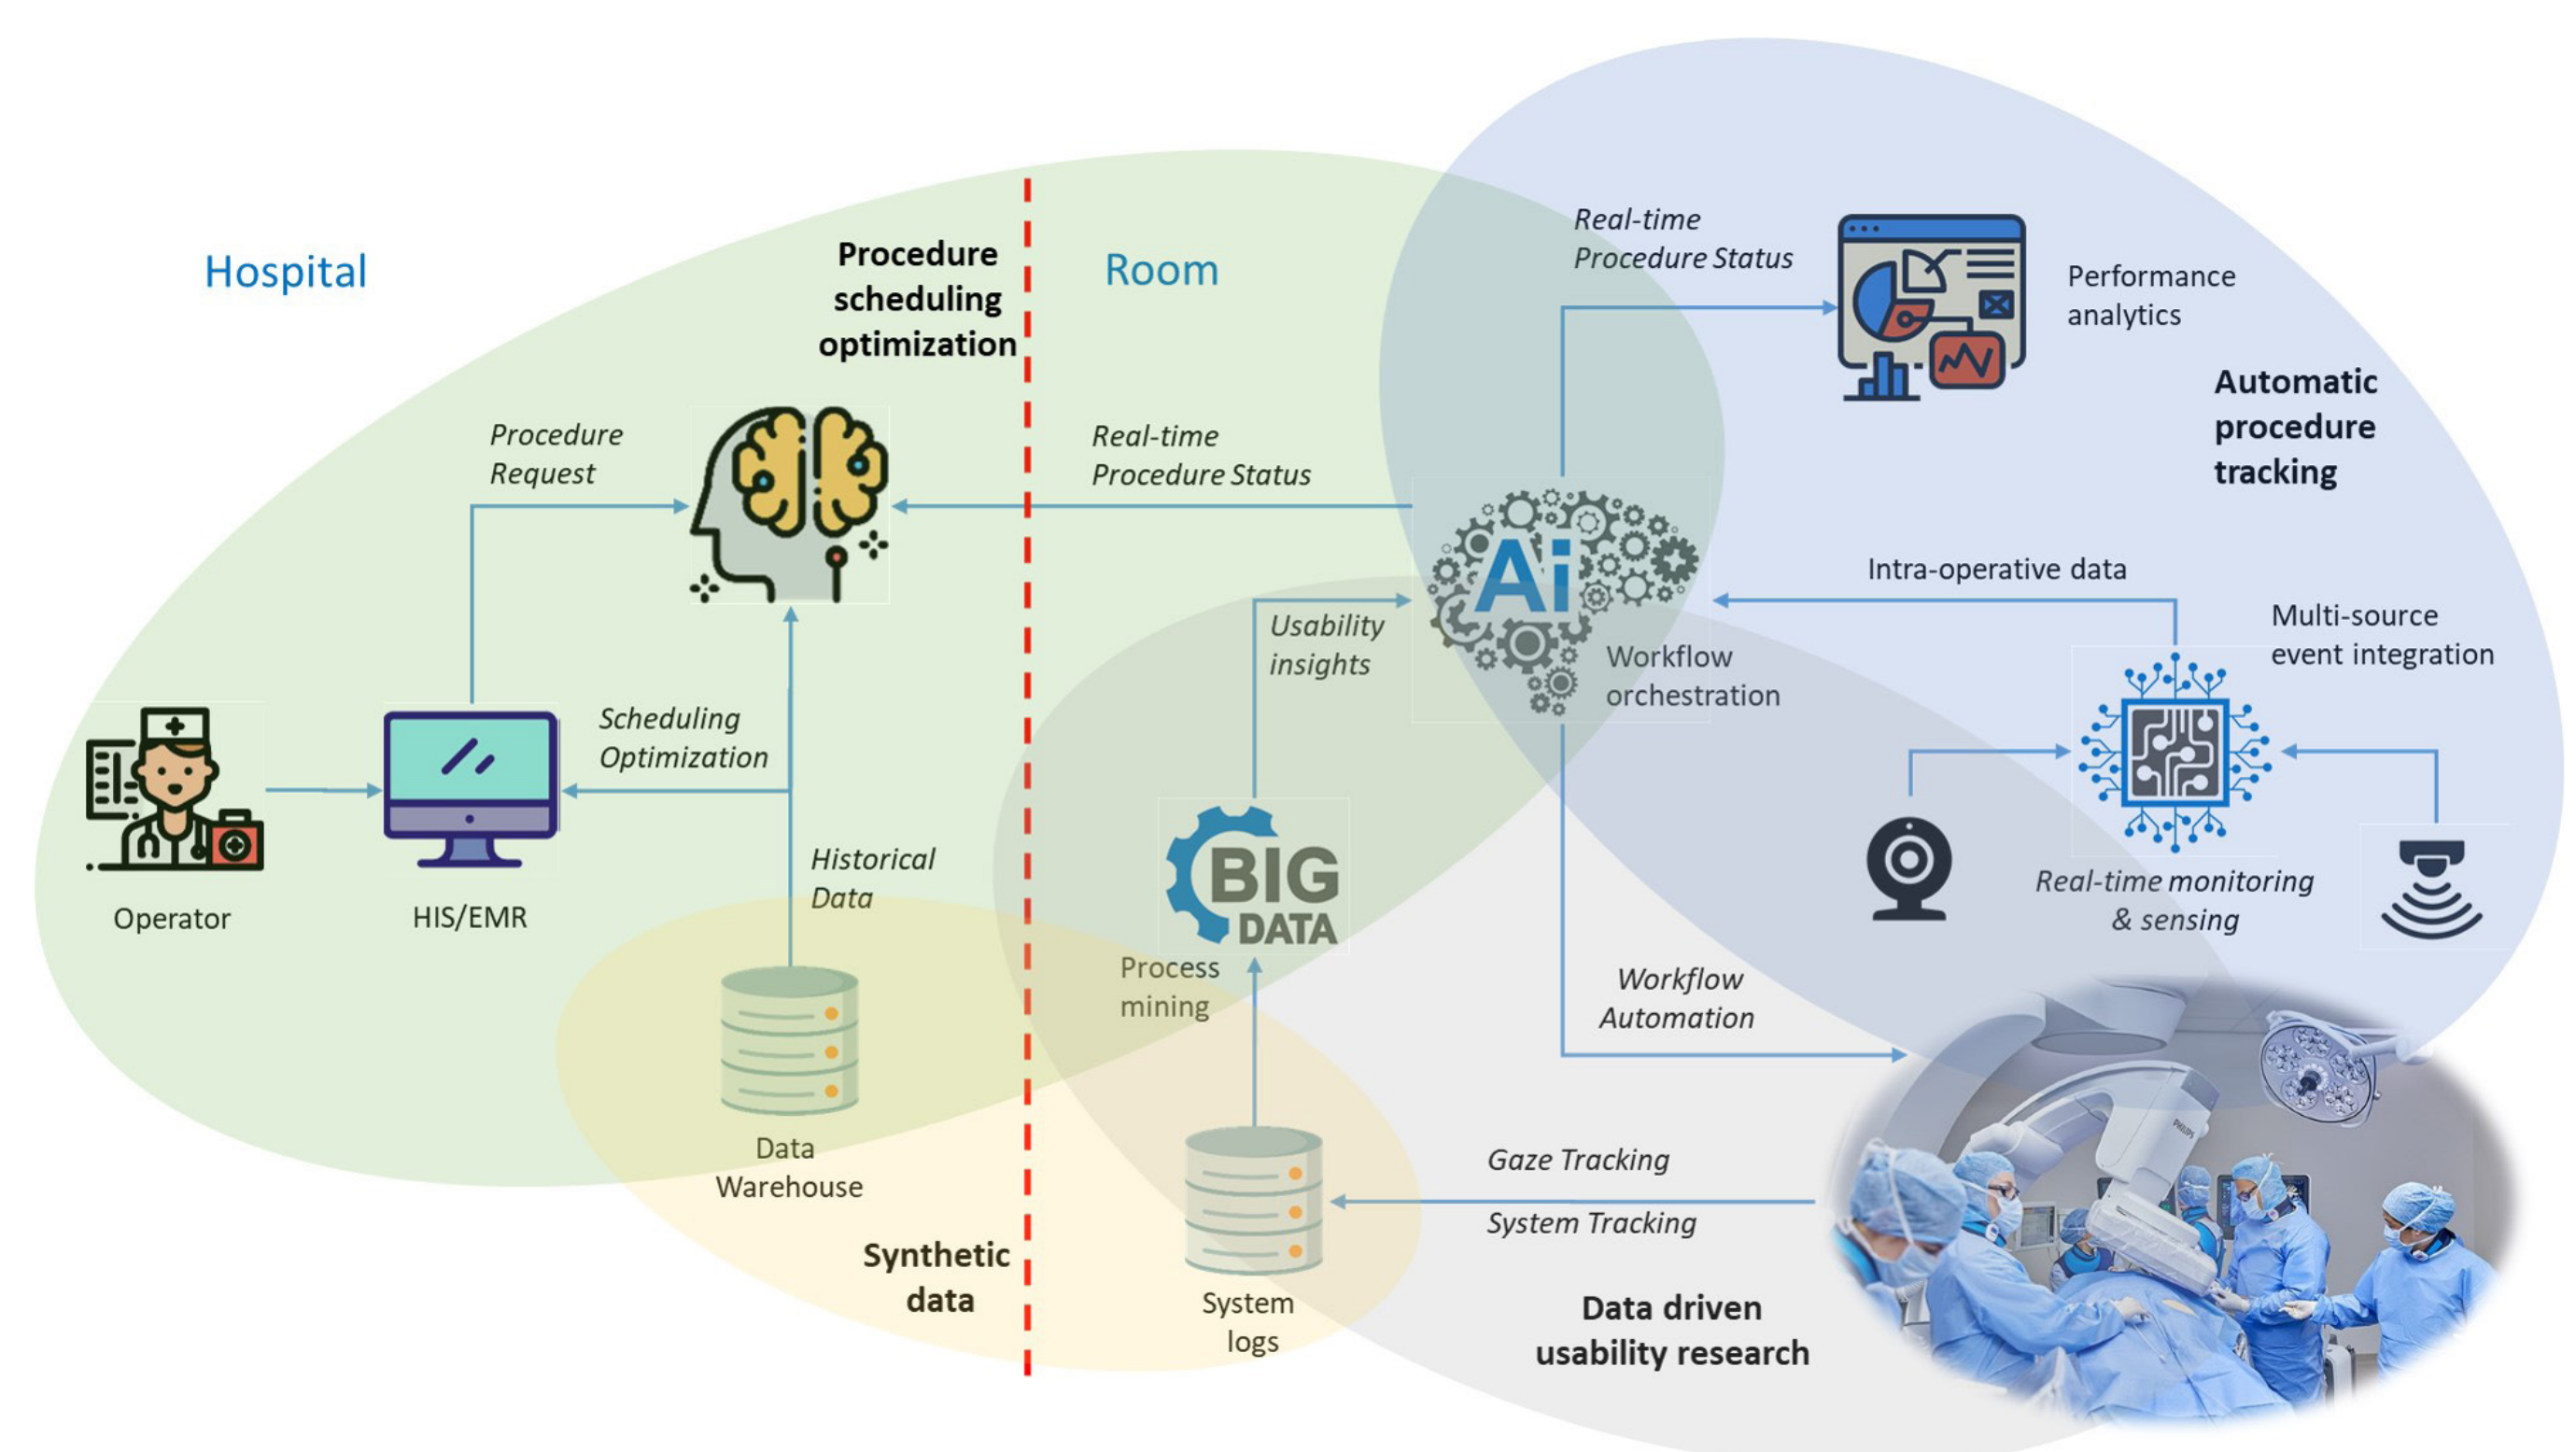 Hospital
Procedure
scheduling
optimization
Room
Real-time
Procedure Status
Performance
analytics
Automatic
procedure
tracking
Procedure
Request
Real-time
Procedure Status
Ai
Intra-operative data
Multi-source
event integration
Usability
insights
Workflow
orchestration
Scheduling
Optimization
Operator
HIS/EMR
Historical
Data
BIG
DATA
Process
mining
Real-time monitoring
& sensing
Workflow
Automation
PHILIPS
Data
Warehouse
Gaze Tracking
System Tracking
Synthetic
data
System
logs
Data driven
usability research